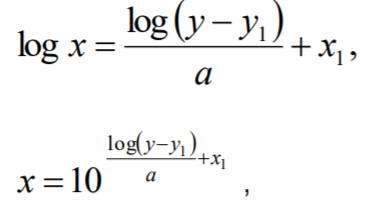 log x = log(y − y₁) / a + x₁,
x = 10^(log(y−y₁) / a + x₁) ,